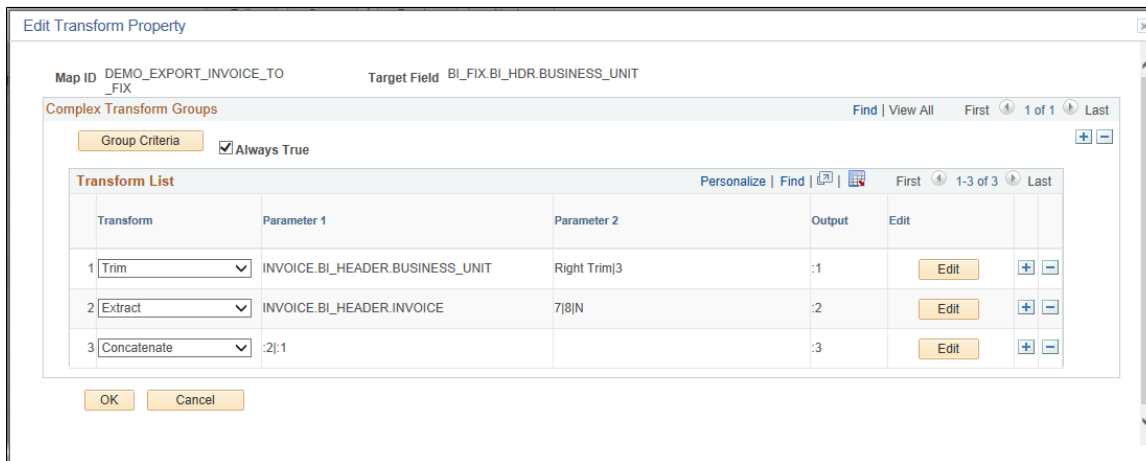 Edit Transform Property
Map ID DEMO_EXPORT_INVOICE_TO
_FIX
Target Field BI_FIX.BI_HDR.BUSINESS_UNIT
Complex Transform Groups Find | View All First 1 of 1 Last
Group Criteria Always True
Transform List Personalize | Find | | First 1-3 of 3 Last
Transform Parameter 1 Parameter 2 Output Edit
1 Trim INVOICE.BI_HEADER.BUSINESS_UNIT Right Trim|3 :1 Edit
2 Extract INVOICE.BI_HEADER.INVOICE 7|8|N :2 Edit
3 Concatenate :2|:1 :3 Edit
OK Cancel